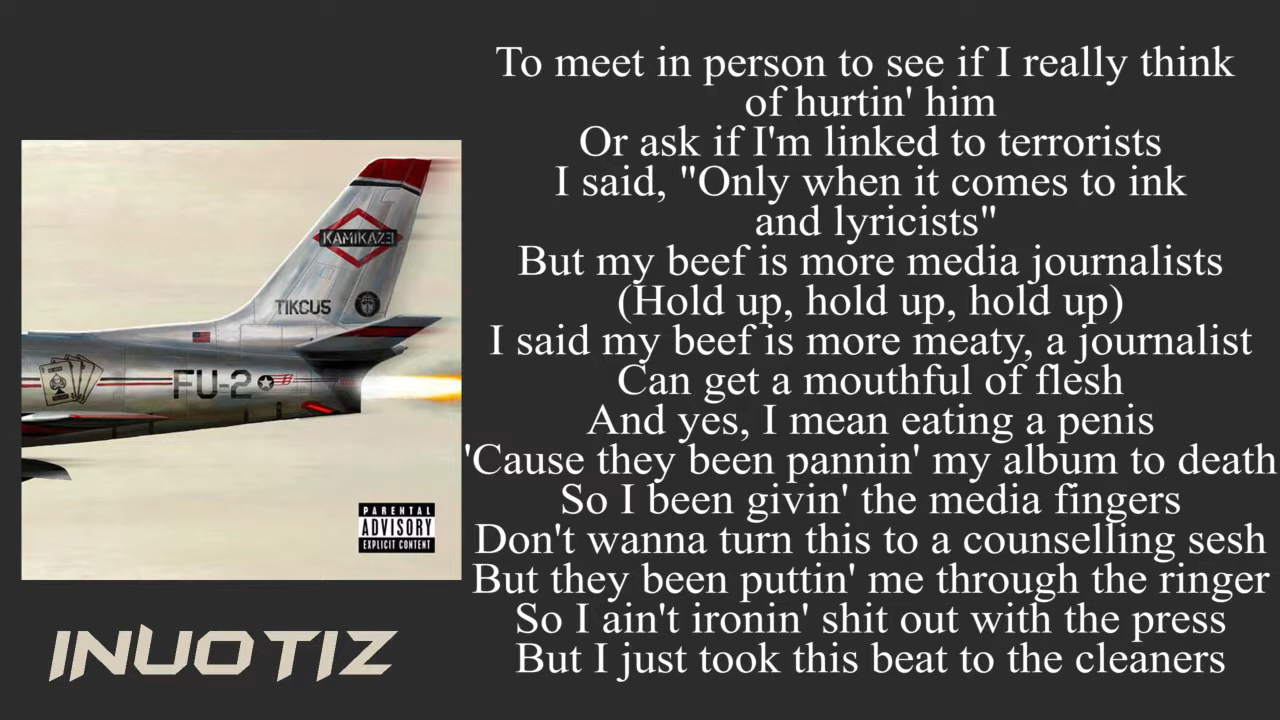 To meet in person to see if I really think
of hurtin' him
Or ask if I'm linked to terrorists
I said, "Only when it comes to ink
and lyricists"
But my beef is more media journalists
(Hold up, hold up, hold up)
I said my beef is more meaty, a journalist
Can get a mouthful of flesh
And yes, I mean eating a penis
'Cause they been pannin' my album to death
So I been givin' the media fingers
Don't wanna turn this to a counselling sesh
But they been puttin' me through the ringer
So I ain't ironin' shit out with the press
But I just took this beat to the cleaners
KAMIKAZE
TIKCUS
FU-2
PARENTAL
ADVISORY
EXPLICIT CONTENT
INUOTIZ